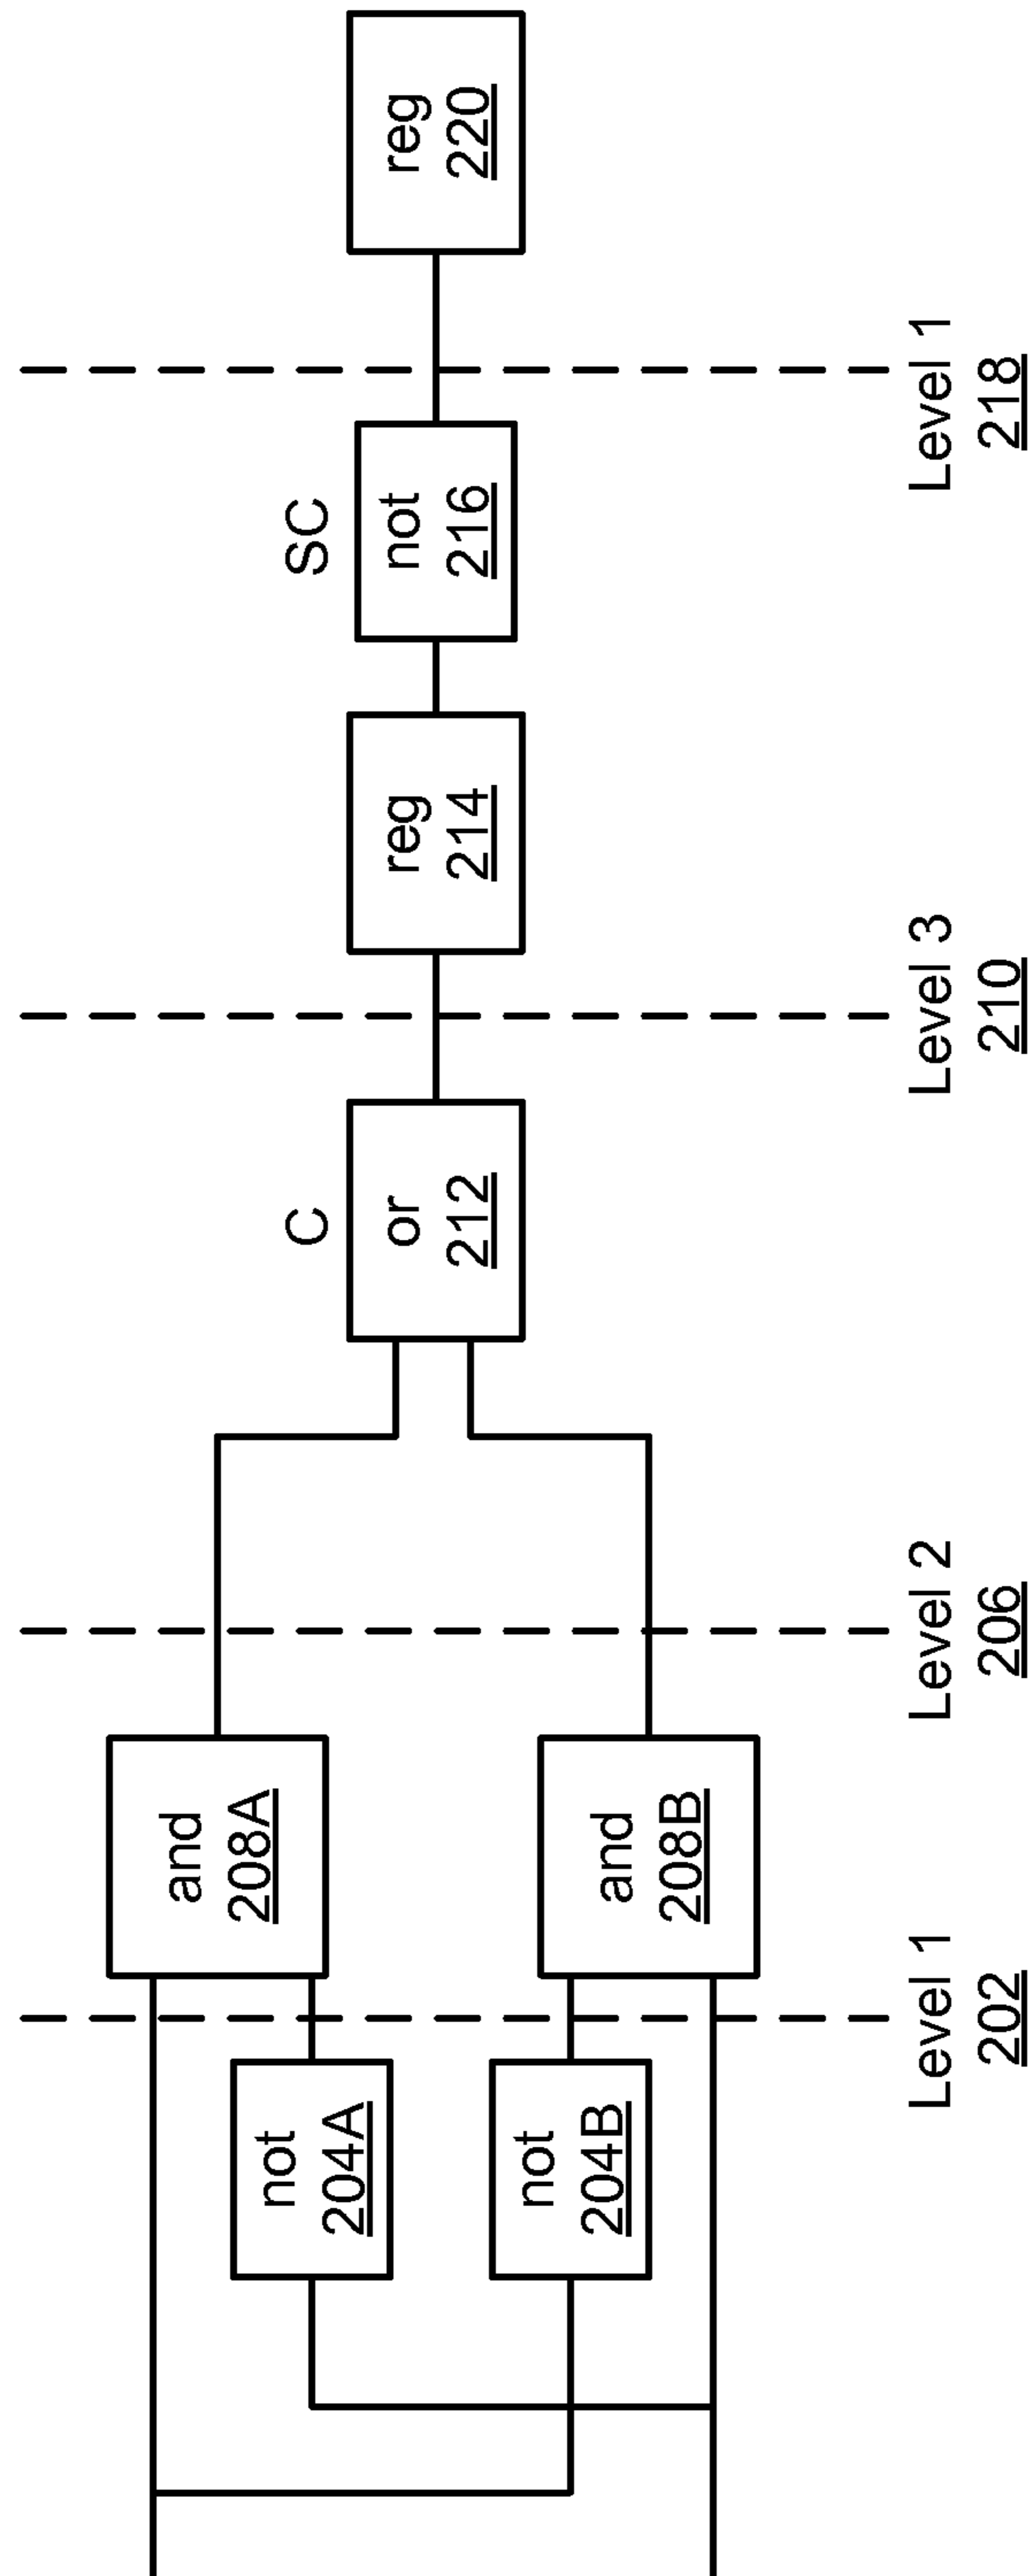 not
204A
not
204B
and
208A
and
208B
C
or
212
reg
214
SC
not
216
reg
220
Level 1
202
Level 2
206
Level 3
210
Level 1
218